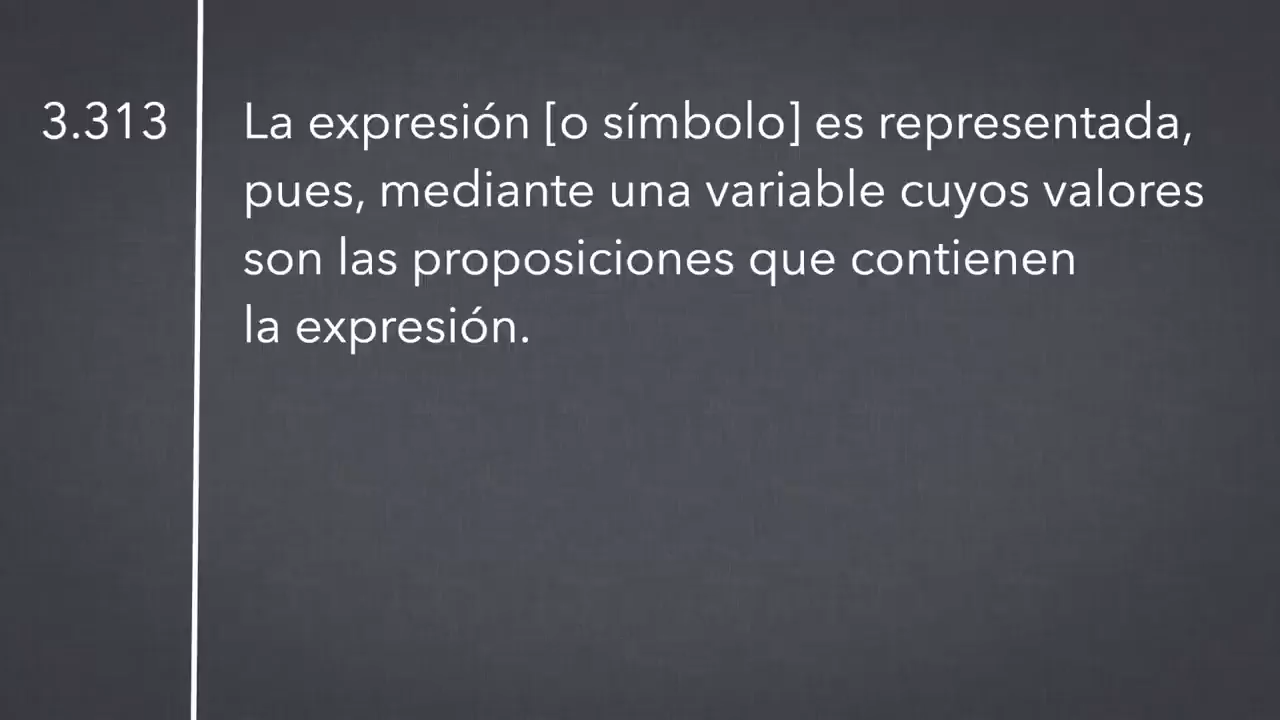 3.313 La expresión [o símbolo] es representada,
pues, mediante una variable cuyos valores
son las proposiciones que contienen
la expresión.